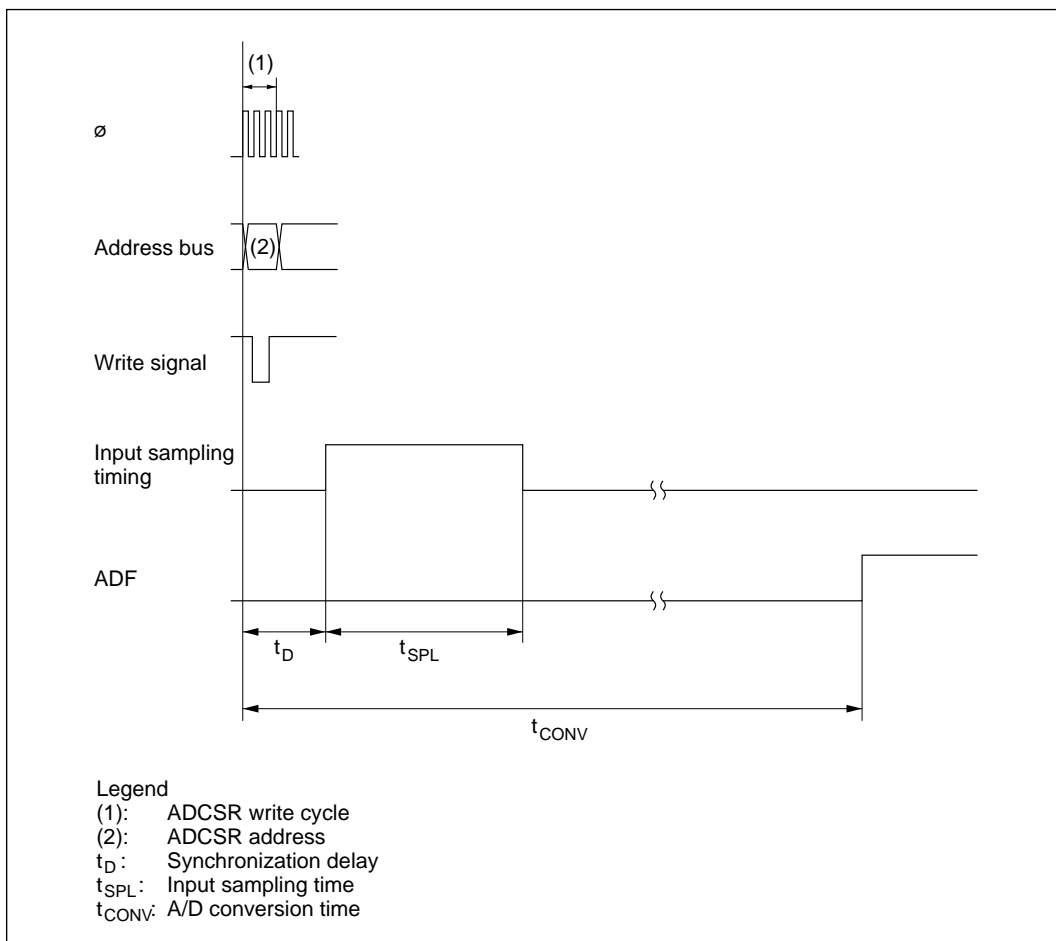 (1)
ø
Address bus
(2)
Write signal
Input sampling
timing
ADF
tD
tSPL
tCONV
Legend
(1): ADCSR write cycle
(2): ADCSR address
tD: Synchronization delay
tSPL: Input sampling time
tCONV: A/D conversion time